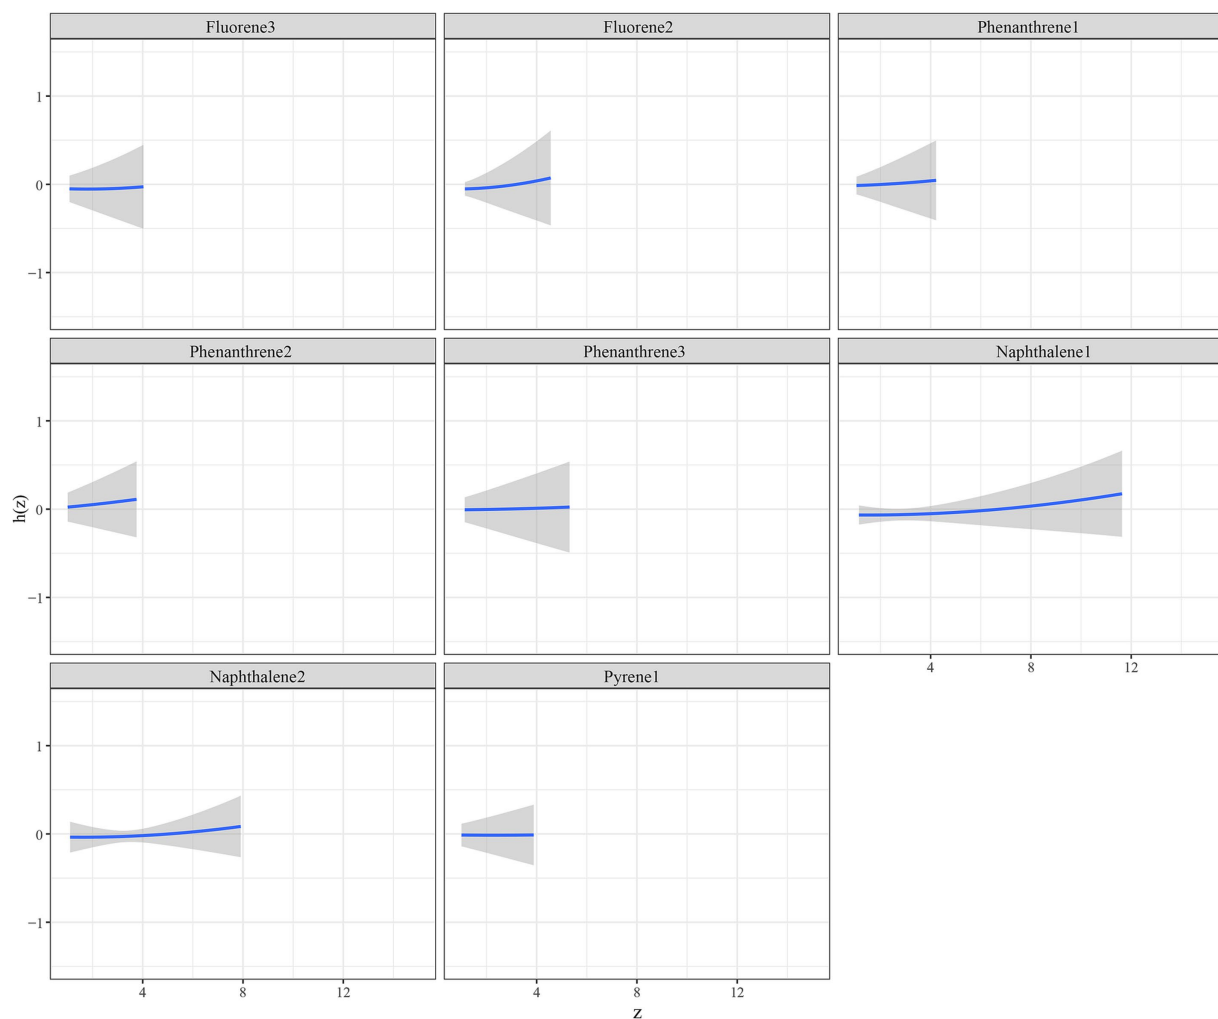 Fluorene3 Fluorene2 Phenanthrene1
1
0
−1
Phenanthrene2 Phenanthrene3 Naphthalene1
1
0
−1
h(z)
4 8 12
Naphthalene2 Pyrene1
1
0
−1
4 8 12 4 8 12
z